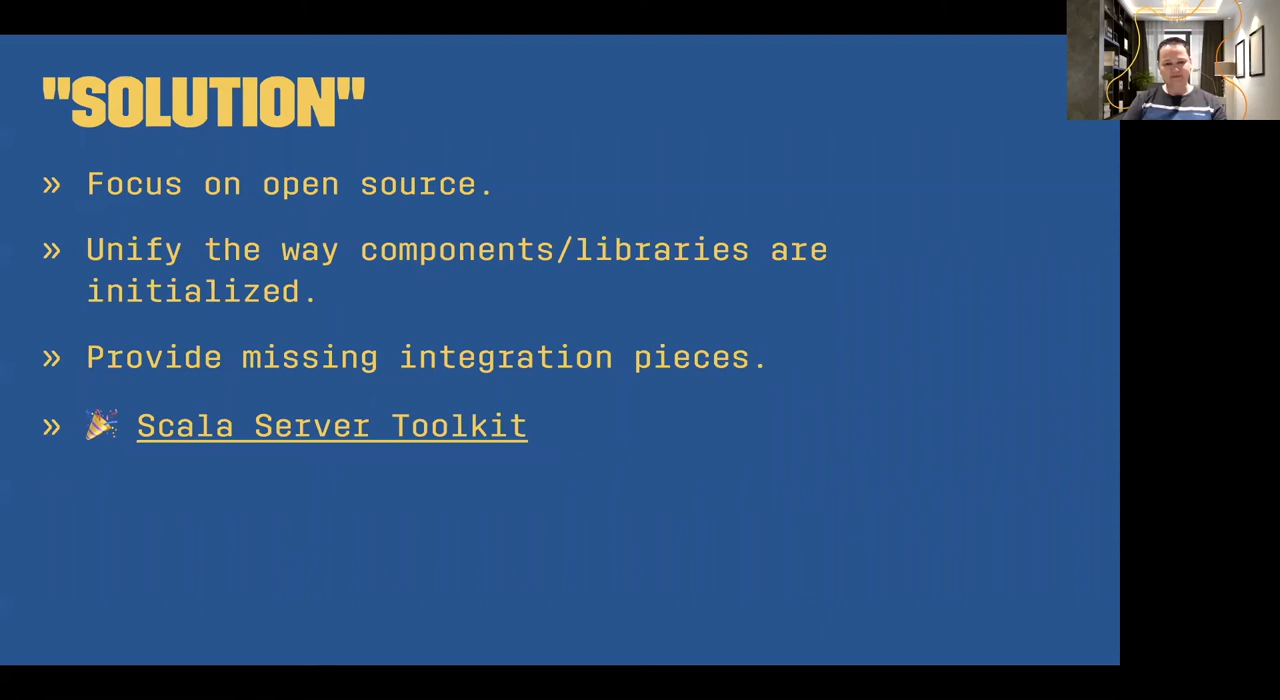 "SOLUTION"
» Focus on open source.
» Unify the way components/libraries are
initialized.
» Provide missing integration pieces.
» 🎉 Scala Server Toolkit